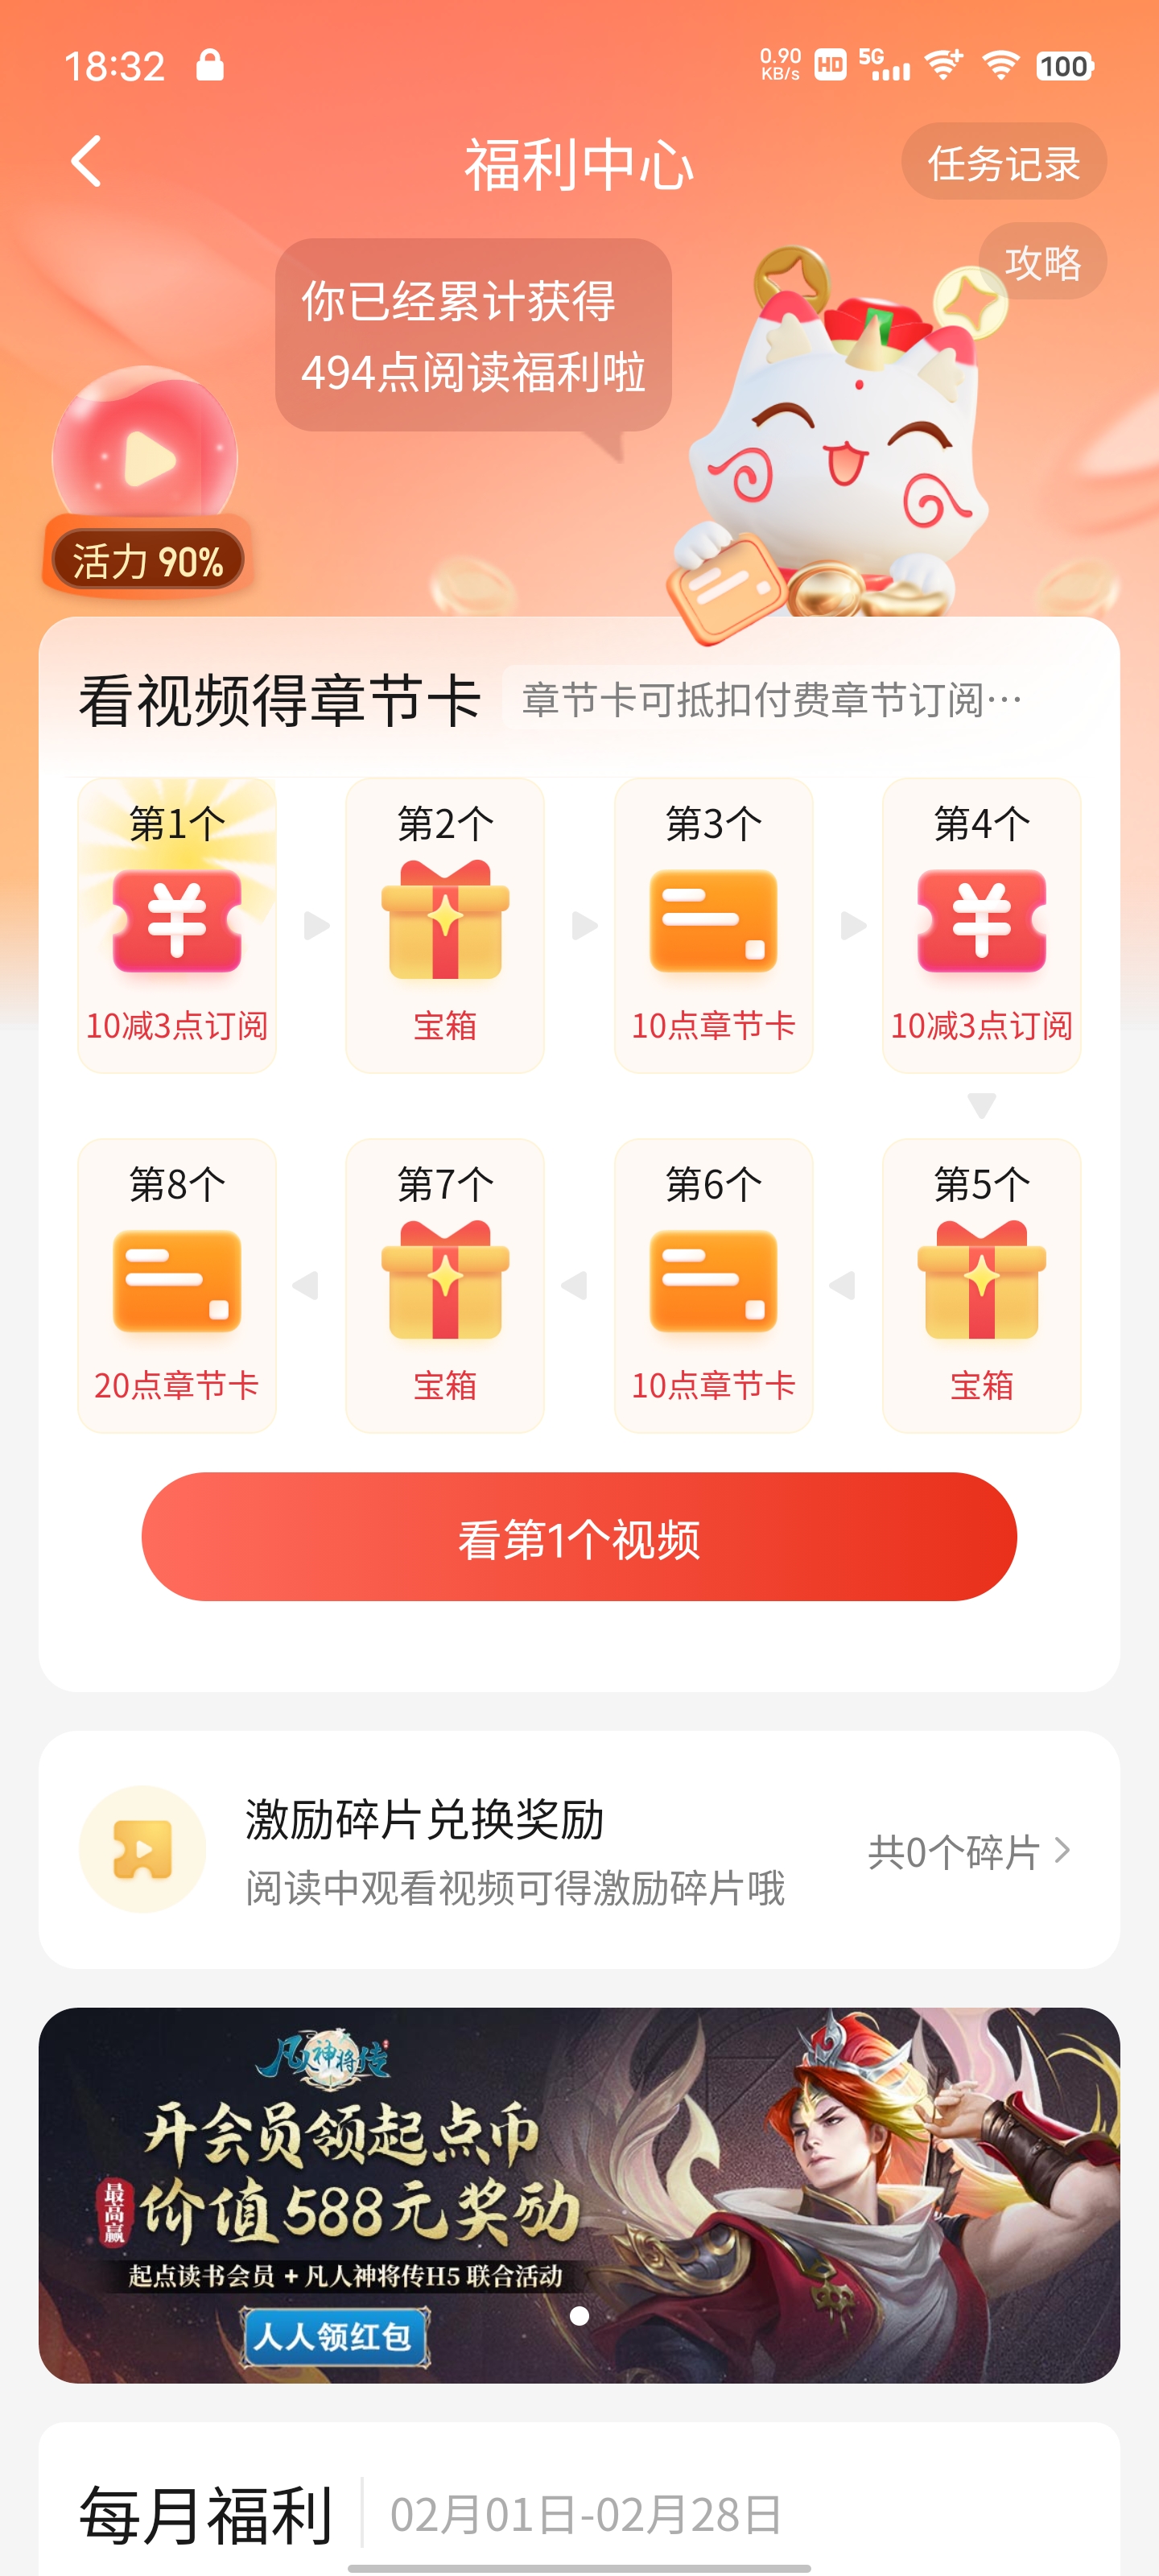 18:32
0.90
KB/s
HD
5G
100
福利中心
任务记录
攻略
你已经累计获得
494点阅读福利啦
活力 90%
看视频得章节卡
章节卡可抵扣付费章节订阅…
第1个
第2个
第3个
第4个
10减3点订阅
宝箱
10点章节卡
10减3点订阅
第8个
第7个
第6个
第5个
20点章节卡
宝箱
10点章节卡
宝箱
看第1个视频
激励碎片兑换奖励
阅读中观看视频可得激励碎片哦
共0个碎片
凡人神将传
开会员领起点币
最高赢
价值588元奖励
起点读书会员 + 凡人神将传H5 联合活动
人人领红包
每月福利
02月01日-02月28日